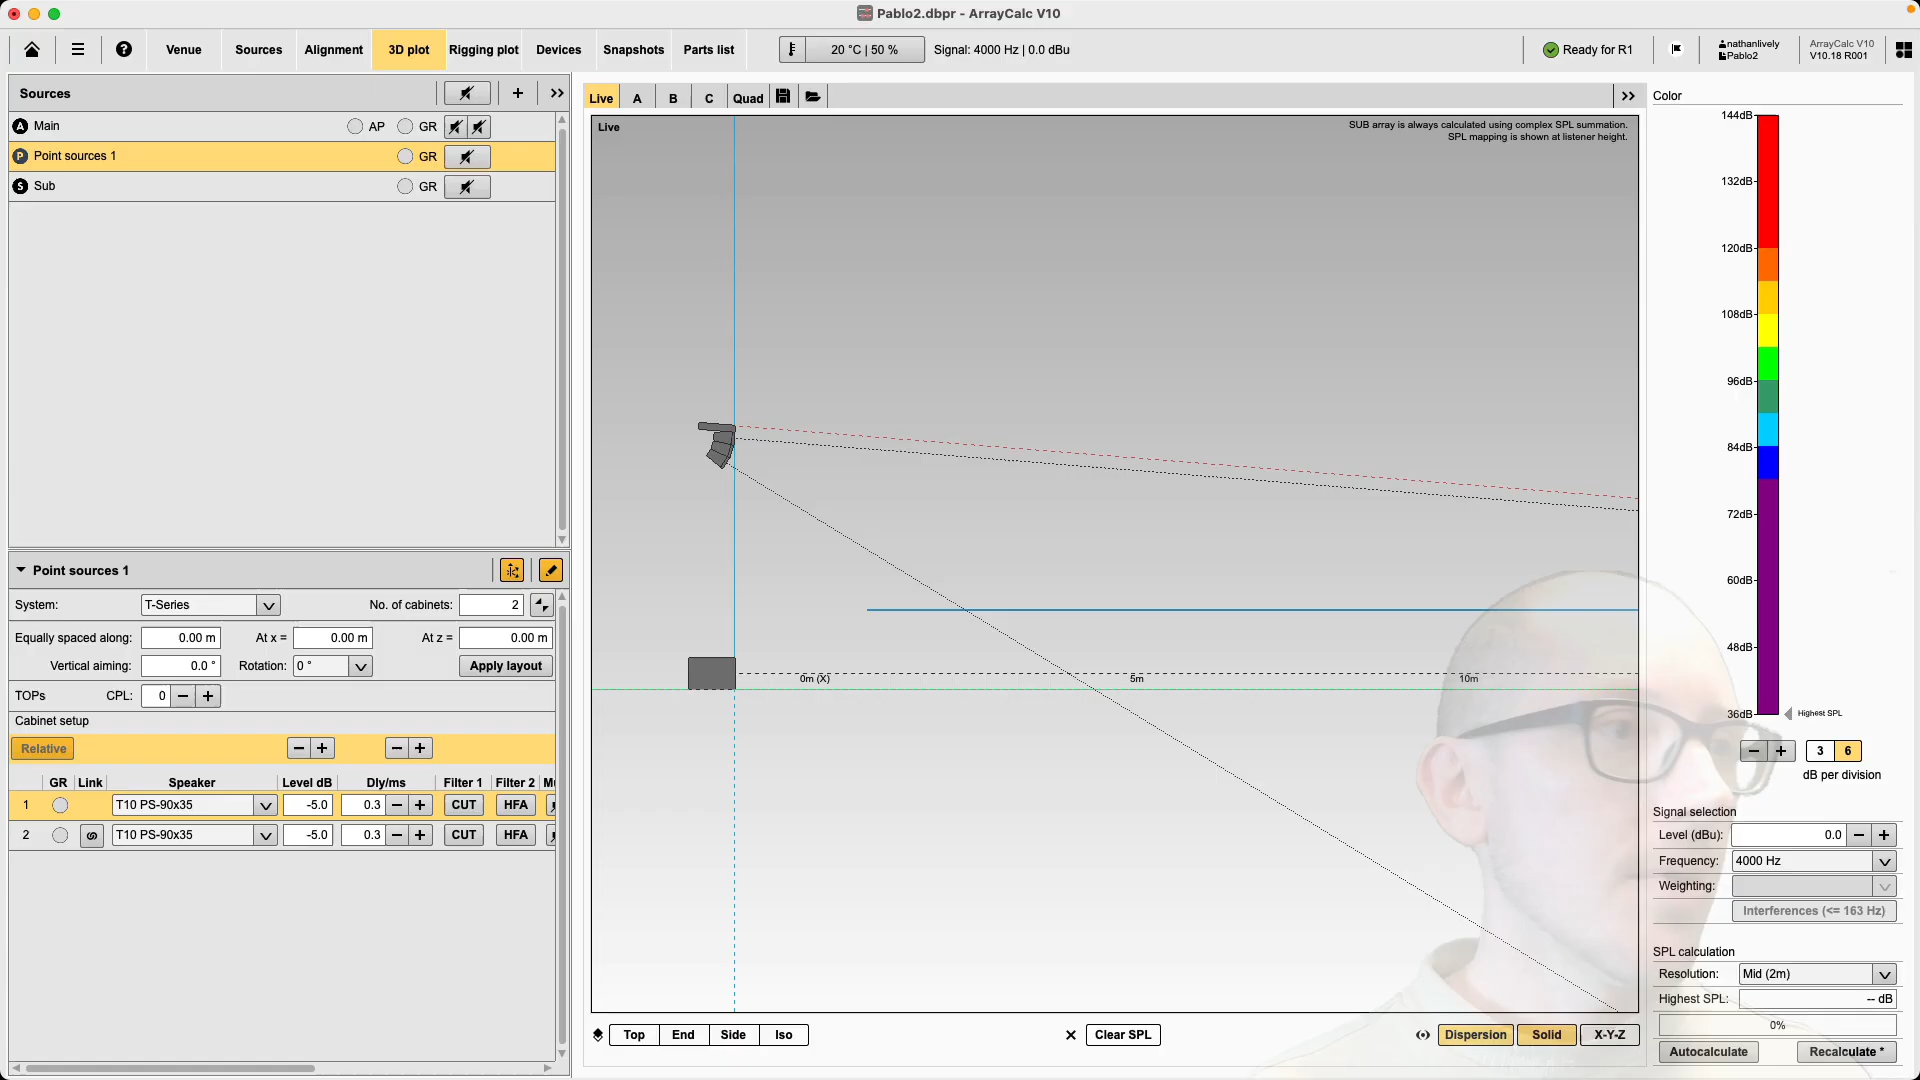 Pablo2.dbpr - ArrayCalc V10
Venue Sources Alignment 3D plot Rigging plot Devices Snapshots Parts list 20 °C | 50 % Signal: 4000 Hz | 0.0 dBu Ready for R1 nathanlively ArrayCalc V10
Pablo2 V10.18 R001
Sources
A Main AP GR
P Point sources 1 GR
S Sub GR
Point sources 1
System: T-Series No. of cabinets: 2
Equally spaced along: 0.00 m At x = 0.00 m At z = 0.00 m
Vertical aiming: 0.0 ° Rotation: 0 ° Apply layout
TOPs CPL: 0
Cabinet setup
Relative
GR Link Speaker Level dB Dly/ms Filter 1 Filter 2
1 T10 PS-90x35 -5.0 0.3 CUT HFA
2 T10 PS-90x35 -5.0 0.3 CUT HFA
Live A B C Quad
Live
SUB array is always calculated using complex SPL summation.
SPL mapping is shown at listener height.
0m (X) 5m 10m
Top End Side Iso Clear SPL Dispersion Solid X-Y-Z
Color
144dB
132dB
120dB
108dB
96dB
84dB
72dB
60dB
48dB
36dB Highest SPL
3 6
dB per division
Signal selection
Level (dBu): 0.0
Frequency: 4000 Hz
Weighting:
Interferences (<= 163 Hz)
SPL calculation
Resolution: Mid (2m)
Highest SPL: -- dB
0%
Autocalculate Recalculate *